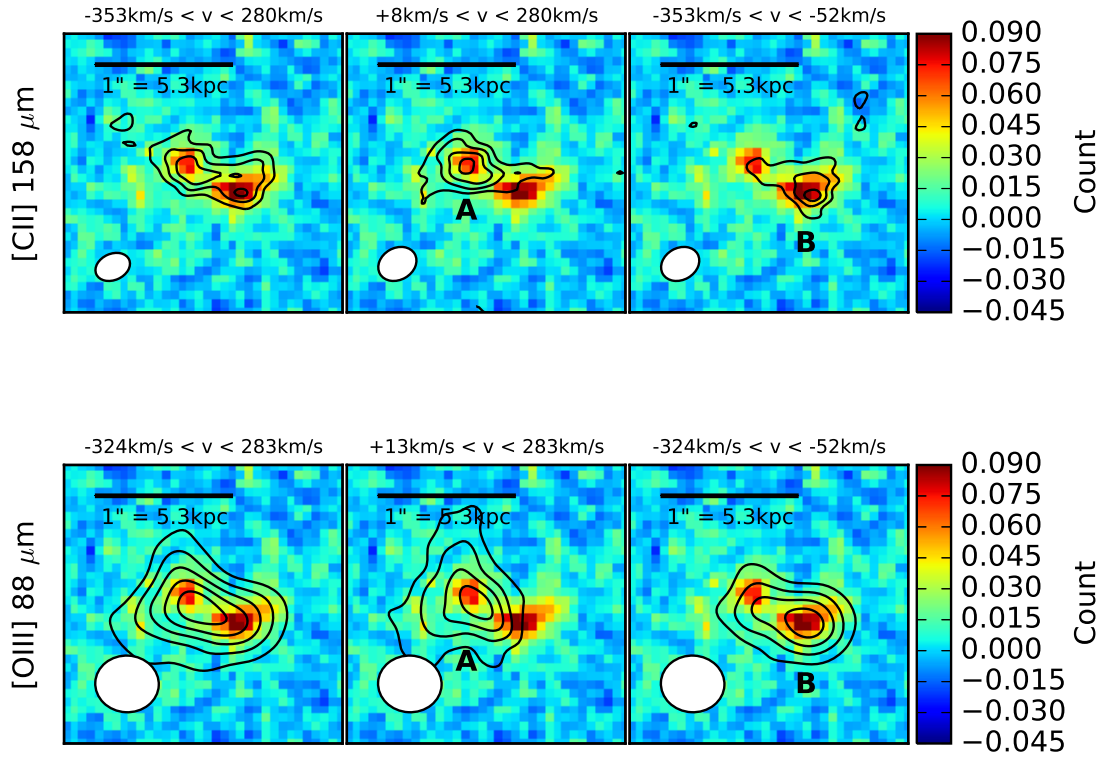 -353km/s < v < 280km/s
+8km/s < v < 280km/s
-353km/s < v < -52km/s
[CII] 158 μm
1" = 5.3kpc
1" = 5.3kpc
1" = 5.3kpc
A
B
0.090
0.075
0.060
0.045
0.030
0.015
0.000
−0.015
−0.030
−0.045
Count
-324km/s < v < 283km/s
+13km/s < v < 283km/s
-324km/s < v < -52km/s
[OIII] 88 μm
1" = 5.3kpc
1" = 5.3kpc
1" = 5.3kpc
A
B
0.090
0.075
0.060
0.045
0.030
0.015
0.000
−0.015
−0.030
−0.045
Count